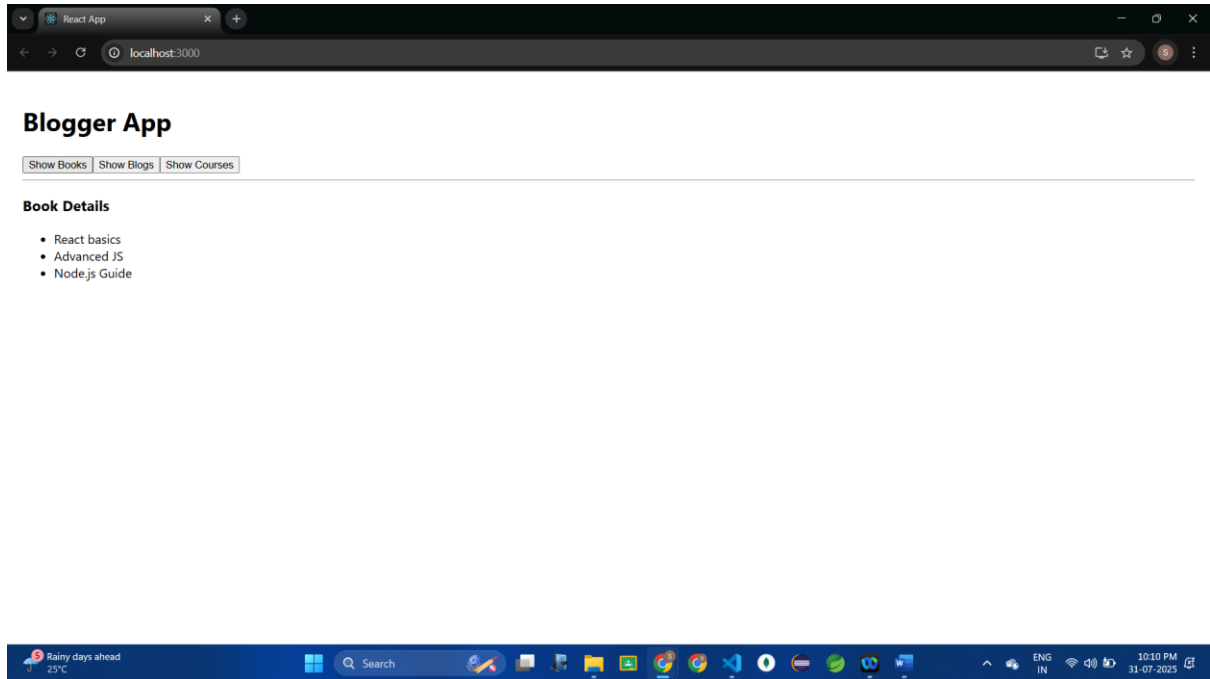 React App
localhost:3000
S
Blogger App
Show Books Show Blogs Show Courses
Book Details
React basics
Advanced JS
Node.js Guide
5
Rainy days ahead
25°C
Search
ENG
IN
10:10 PM
31-07-2025